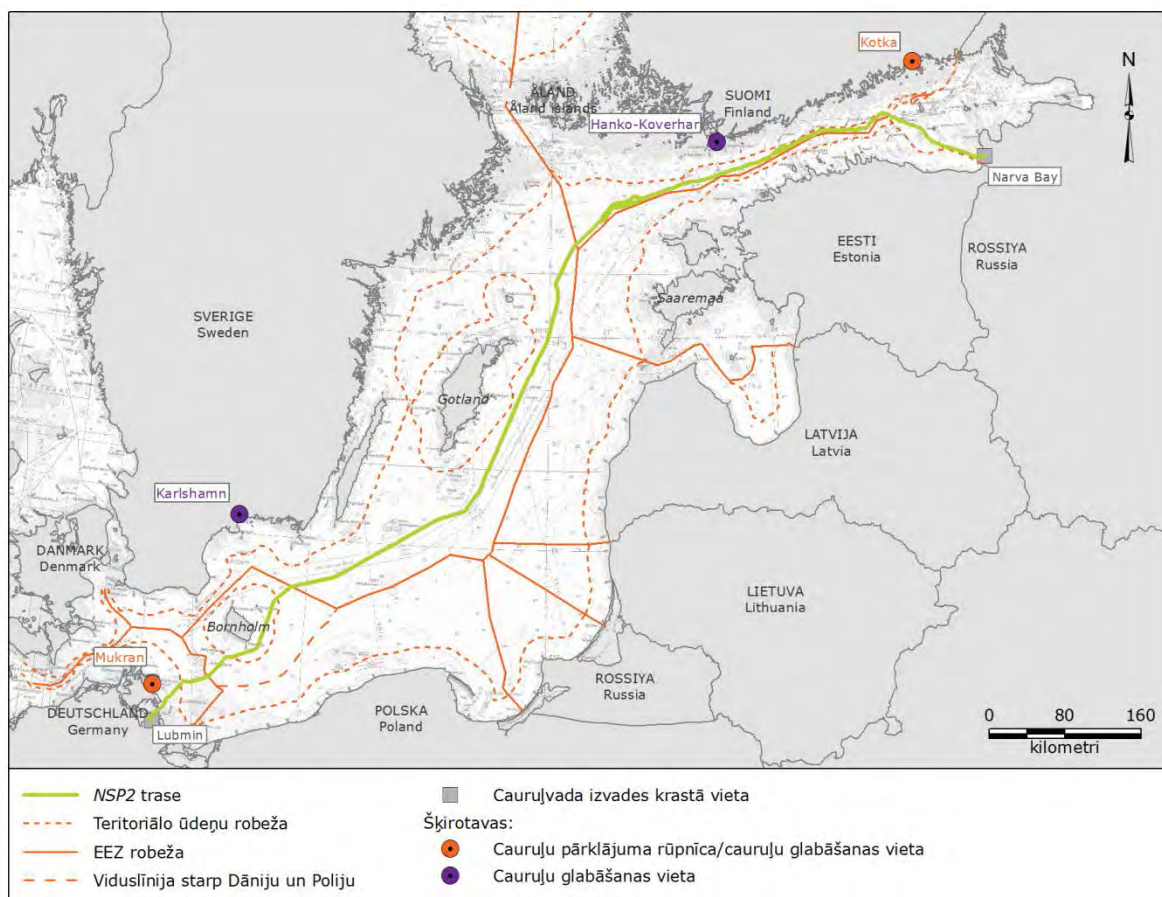 Kotka
N
ÅLAND
Åland islands
SUOMI
Finland
Hanko-Koverhar
Narva Bay
EESTI
Estonia
ROSSIYA
Russia
SVERIGE
Sweden
Saaremaa
Gotland
LATVIJA
Latvia
Karlshamn
DANMARK
Denmark
LIETUVA
Lithuania
Bornholm
Mukran
ROSSIYA
Russia
DEUTSCHLAND
Germany
POLSKA
Poland
Lubmin
0 80 160
kilometri
NSP2 trase
Teritoriālo ūdeņu robeža
EEZ robeža
Viduslīnija starp Dāniju un Poliju
Cauruļvada izvades krastā vieta
Šķirotavas:
Cauruļu pārklājuma rūpnīca/cauruļu glabāšanas vieta
Cauruļu glabāšanas vieta